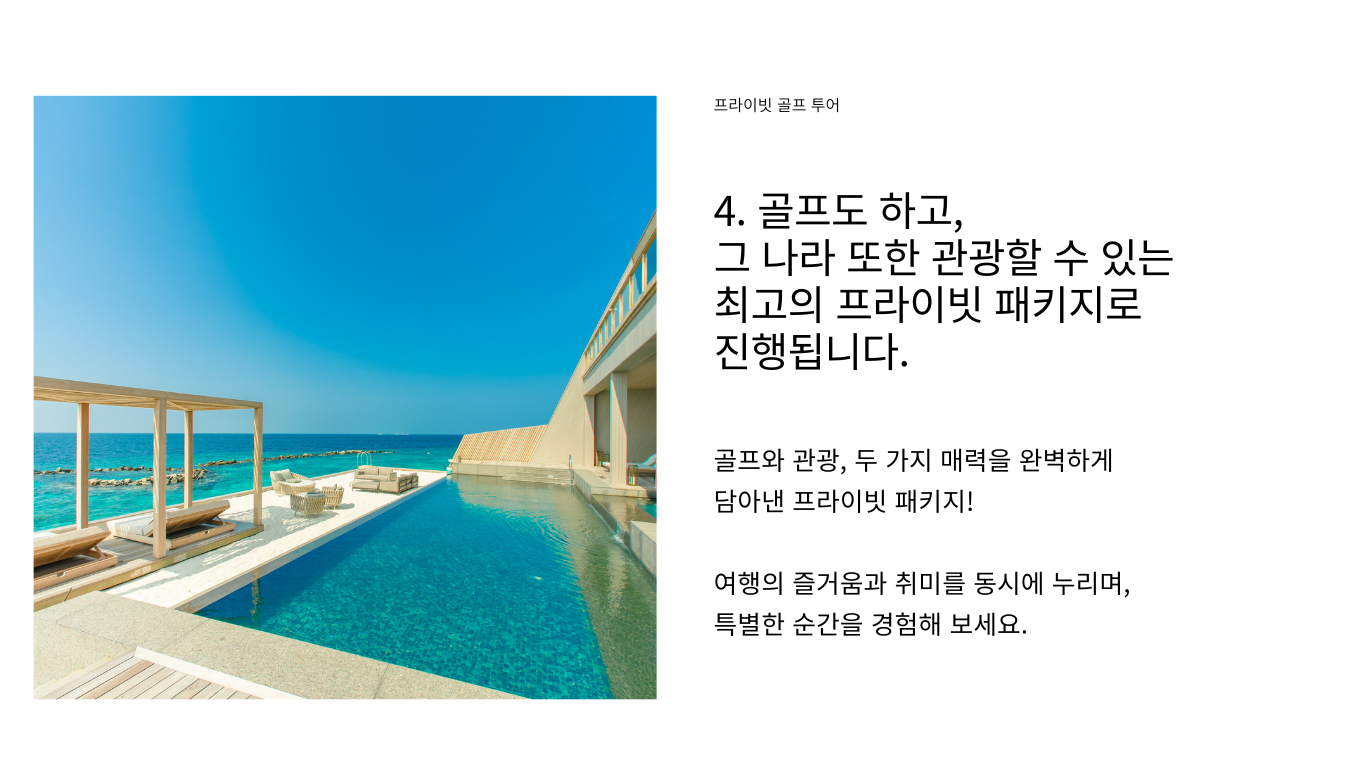 프라이빗 골프 투어
4. 골프도 하고,
그 나라 또한 관광할 수 있는
최고의 프라이빗 패키지로
진행됩니다.
골프와 관광, 두 가지 매력을 완벽하게
담아낸 프라이빗 패키지!
여행의 즐거움과 취미를 동시에 누리며,
특별한 순간을 경험해 보세요.